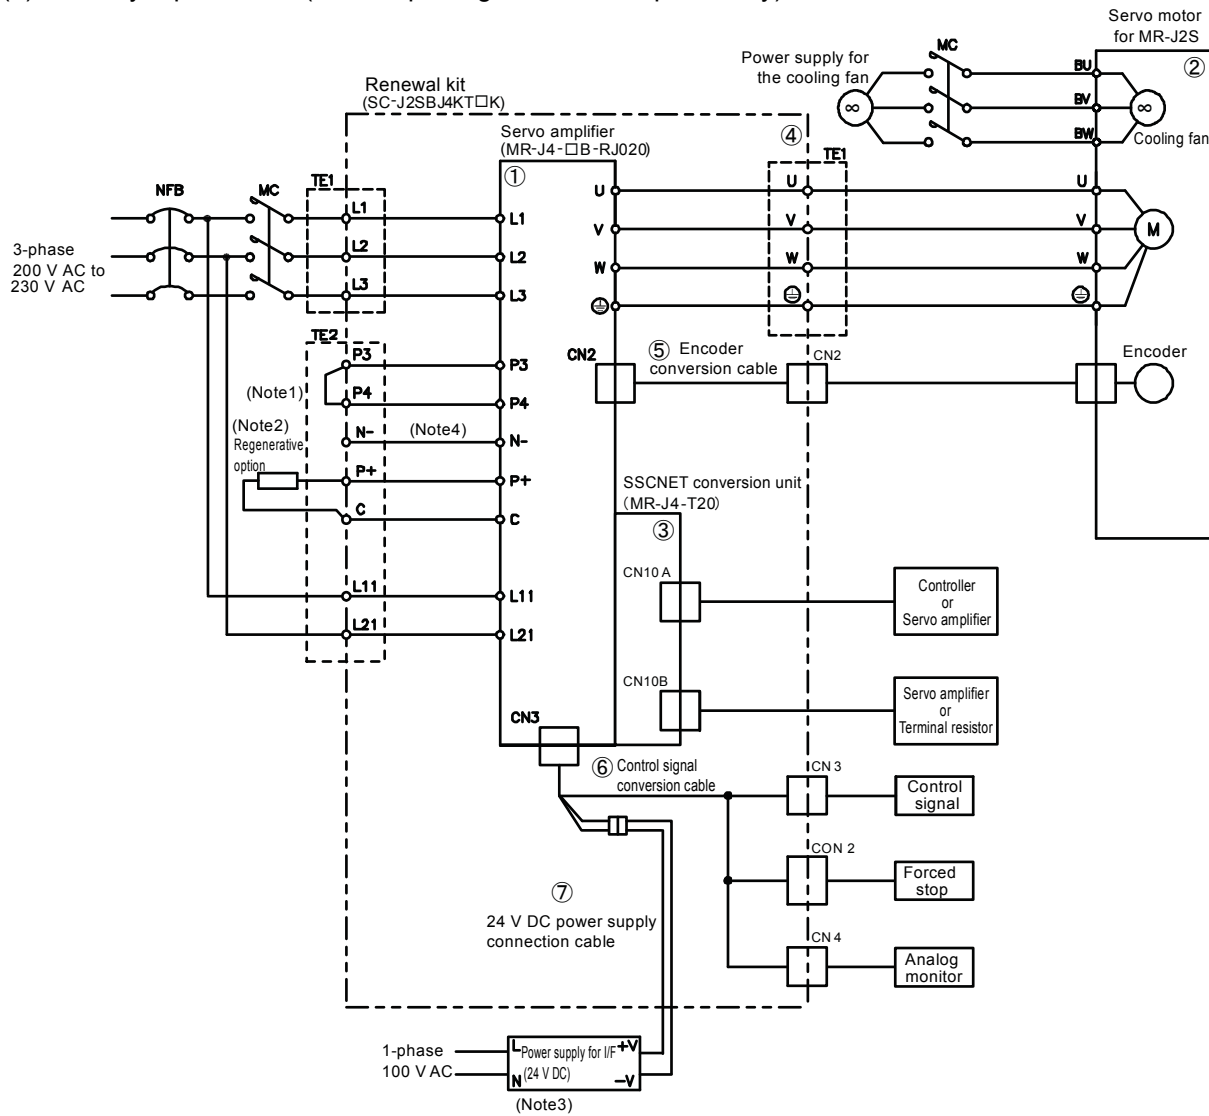 Servo motor
for MR-J2S
②
MC
Power supply for
the cooling fan
BU
BV
BW
Cooling fan
Renewal kit
(SC-J2SBJ4KT□K)
④
Servo amplifier
(MR-J4-□B-RJ020)
①
NFB
MC
TE1
TE1
L1
L2
L3
L1
L2
L3
U
V
W
U
V
W
U
V
W
M
3-phase
200 V AC to
230 V AC
TE2
P3
P4
N-
P+
C
L11
L21
P3
P4
N-
P+
C
L11
L21
(Note1)
(Note2)
Regenerative
option
(Note4)
CN2
⑤ Encoder
conversion cable
CN2
Encoder
SSCNET conversion unit
(MR-J4-T20)
③
CN10A
Controller
or
Servo amplifier
CN10B
Servo amplifier
or
Terminal resistor
CN3
⑥ Control signal
conversion cable
CN 3
Control
signal
CON 2
Forced
stop
CN 4
Analog
monitor
⑦
24 V DC power supply
connection cable
1-phase
100 V AC
L
N
Power supply for I/F
(24 V DC)
+V
-V
(Note3)